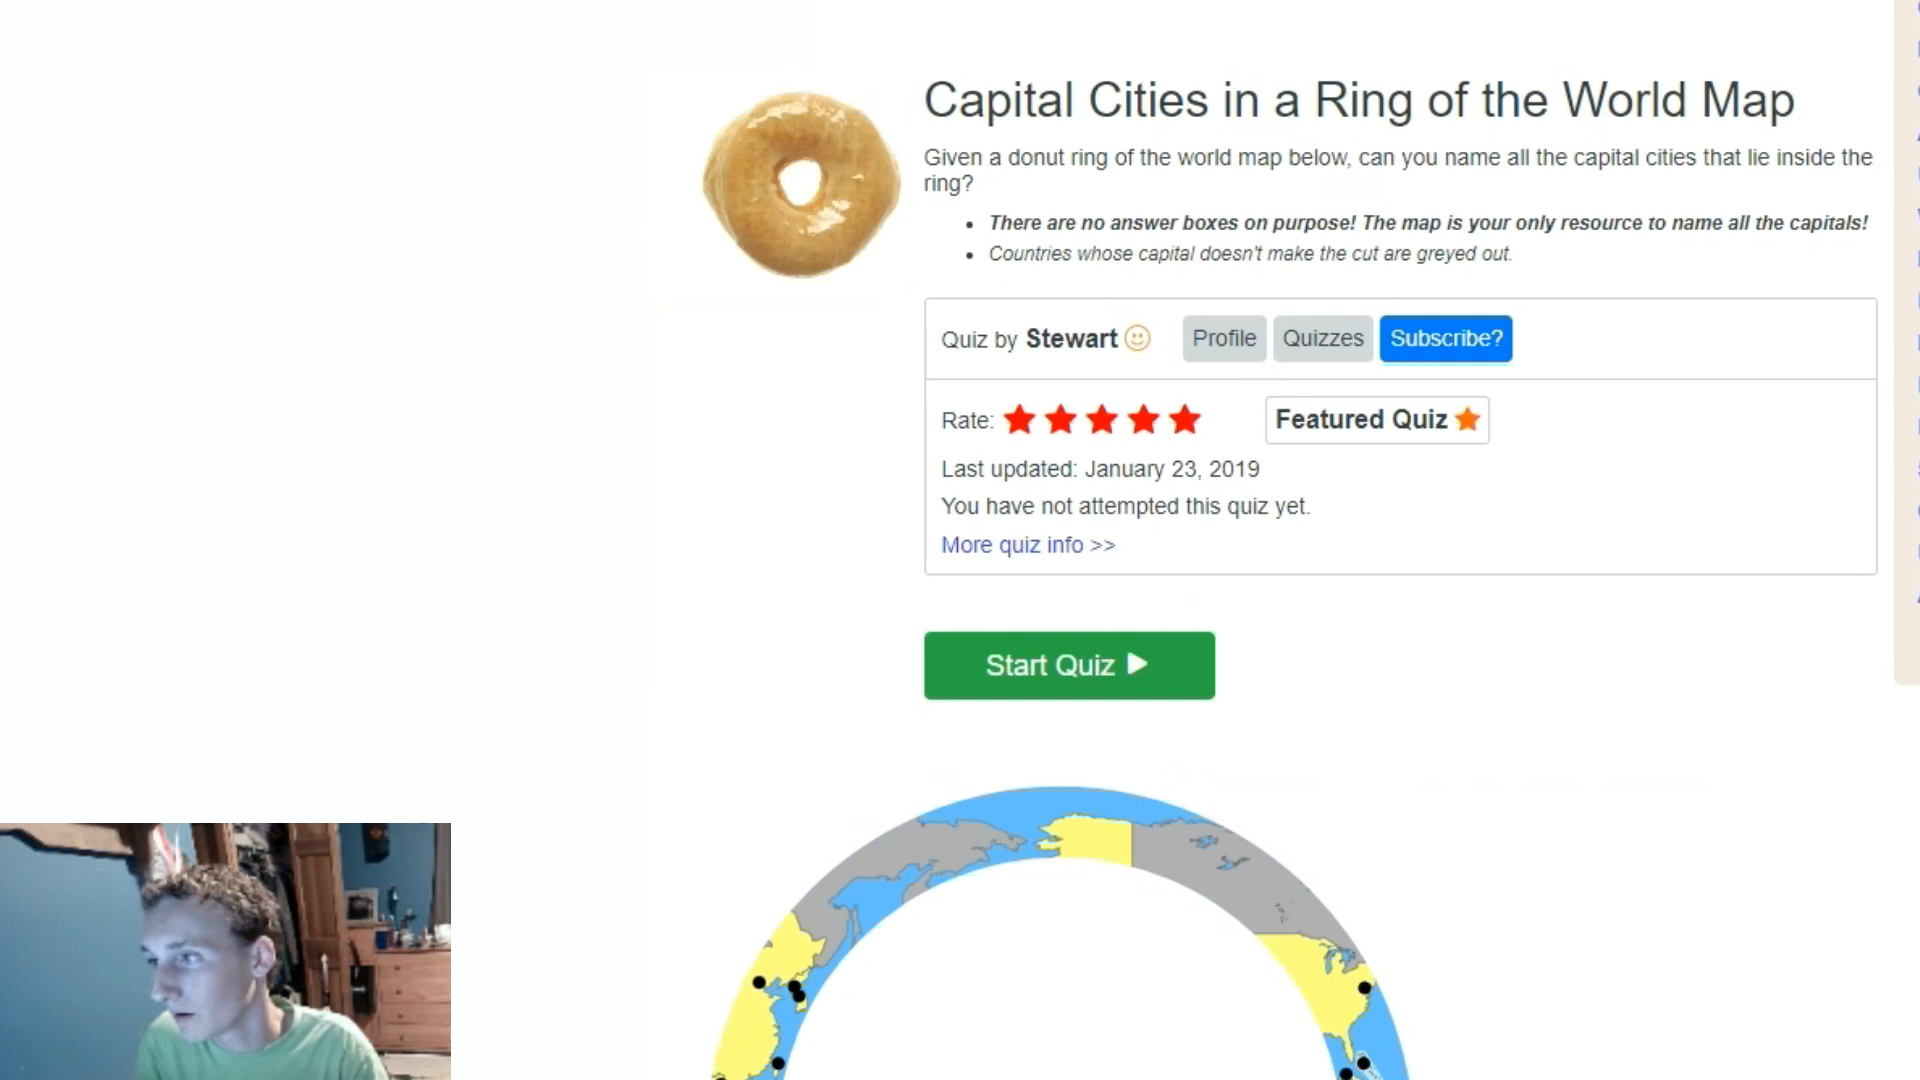 Capital Cities in a Ring of the World Map
Given a donut ring of the world map below, can you name all the capital cities that lie inside the
ring?
There are no answer boxes on purpose! The map is your only resource to name all the capitals!
Countries whose capital doesn't make the cut are greyed out.
Quiz by Stewart
Profile
Quizzes
Subscribe?
Rate:
Featured Quiz
Last updated: January 23, 2019
You have not attempted this quiz yet.
More quiz info >>
Start Quiz